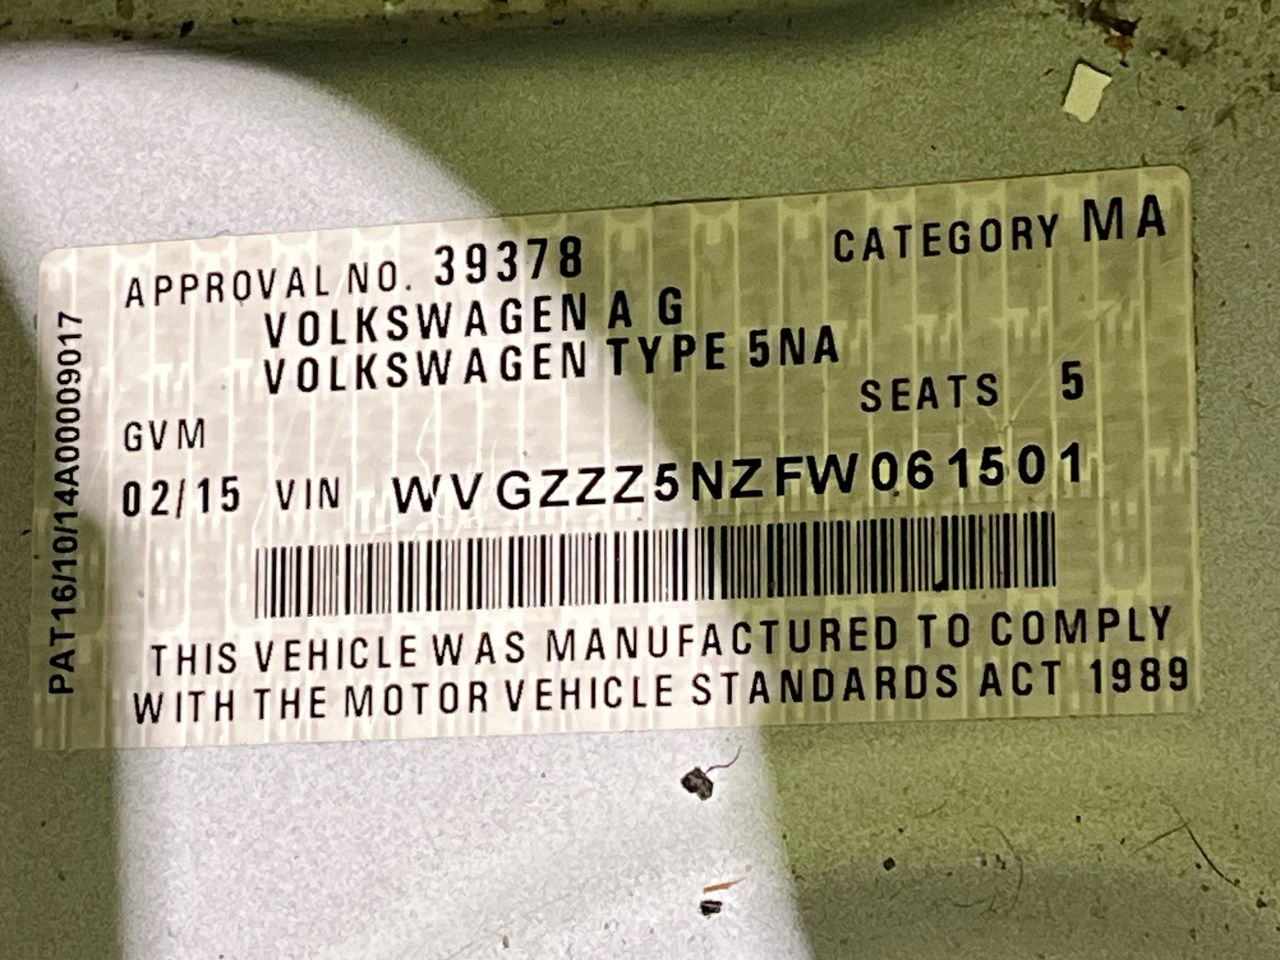 APPROVAL NO. 39378 CATEGORY MA
VOLKSWAGEN A G
VOLKSWAGEN TYPE 5NA
SEATS 5
GVM
02/15 VIN WVGZZZ5NZFW061501
THIS VEHICLE WAS MANUFACTURED TO COMPLY
WITH THE MOTOR VEHICLE STANDARDS ACT 1989
PAT16/10/14A00009017